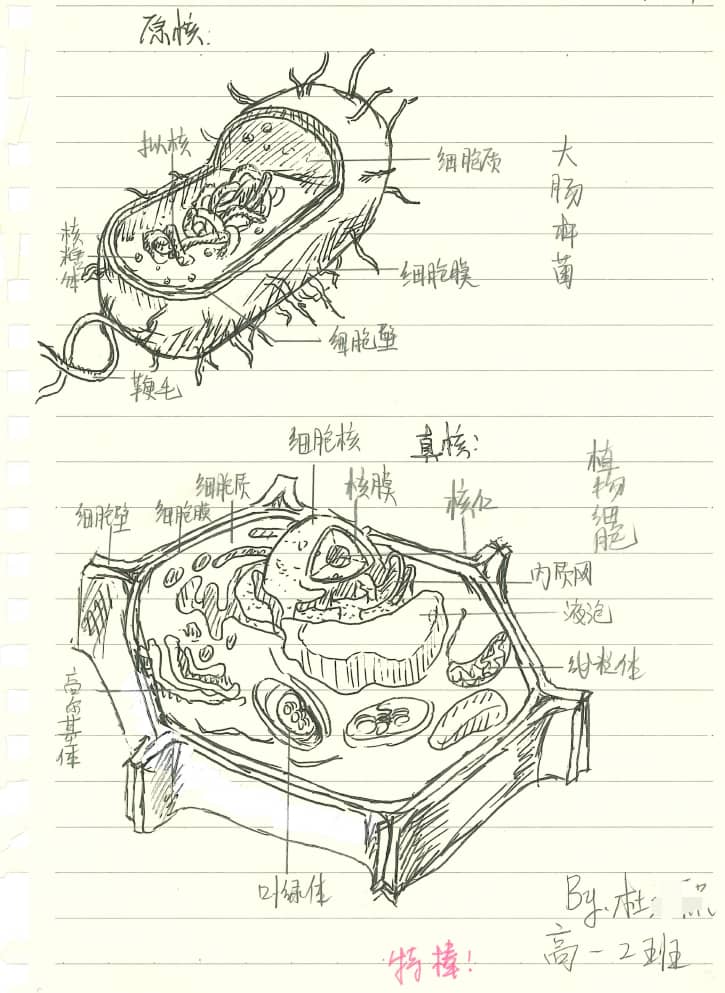 原核:
拟核
细胞质
大肠杆菌
核糖体
细胞膜
细胞壁
鞭毛
细胞核
真核:
植物细胞
细胞质
核膜
核仁
细胞壁
细胞膜
内质网
液泡
线粒体
高尔基体
叶绿体
By.杜
高一2班
特棒!